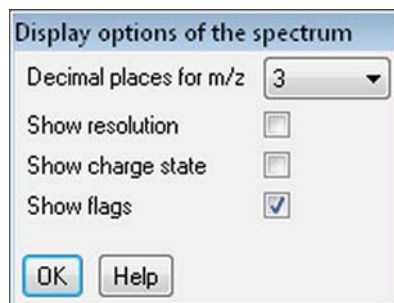 Display options of the spectrum
Decimal places for m/z 3
Show resolution
Show charge state
Show flags
OK Help